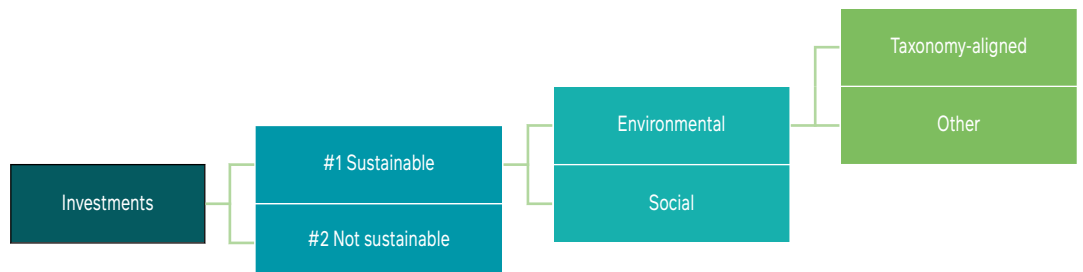 Investments
#1 Sustainable
#2 Not sustainable
Environmental
Social
Taxonomy-aligned
Other